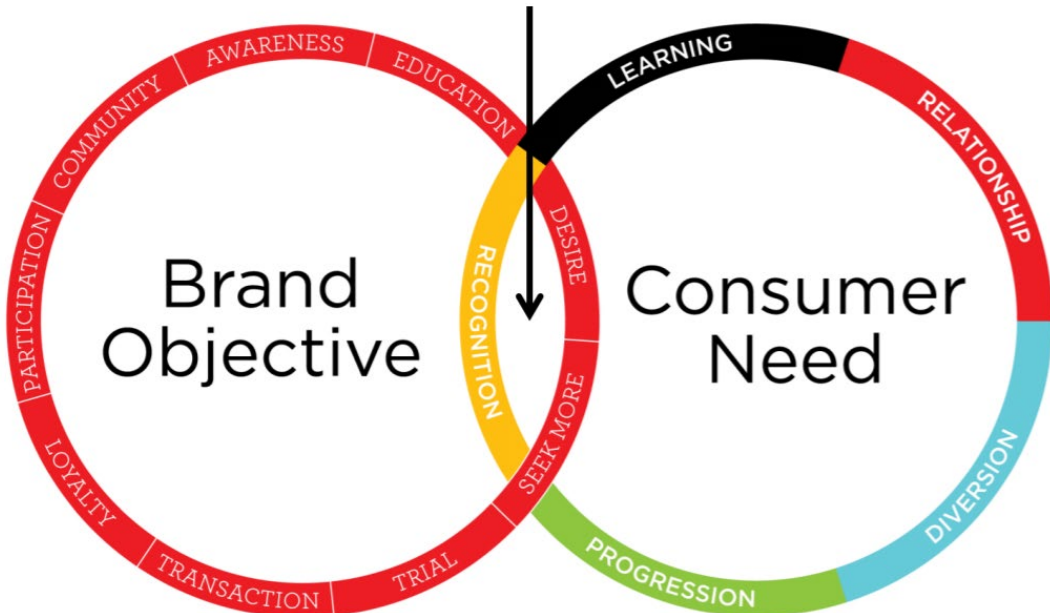 Brand
Objective
AWARENESS
EDUCATION
DESIRE
SEEK MORE
TRIAL
TRANSACTION
LOYALTY
PARTICIPATION
COMMUNITY
Consumer
Need
LEARNING
RELATIONSHIP
DIVERSION
PROGRESSION
RECOGNITION